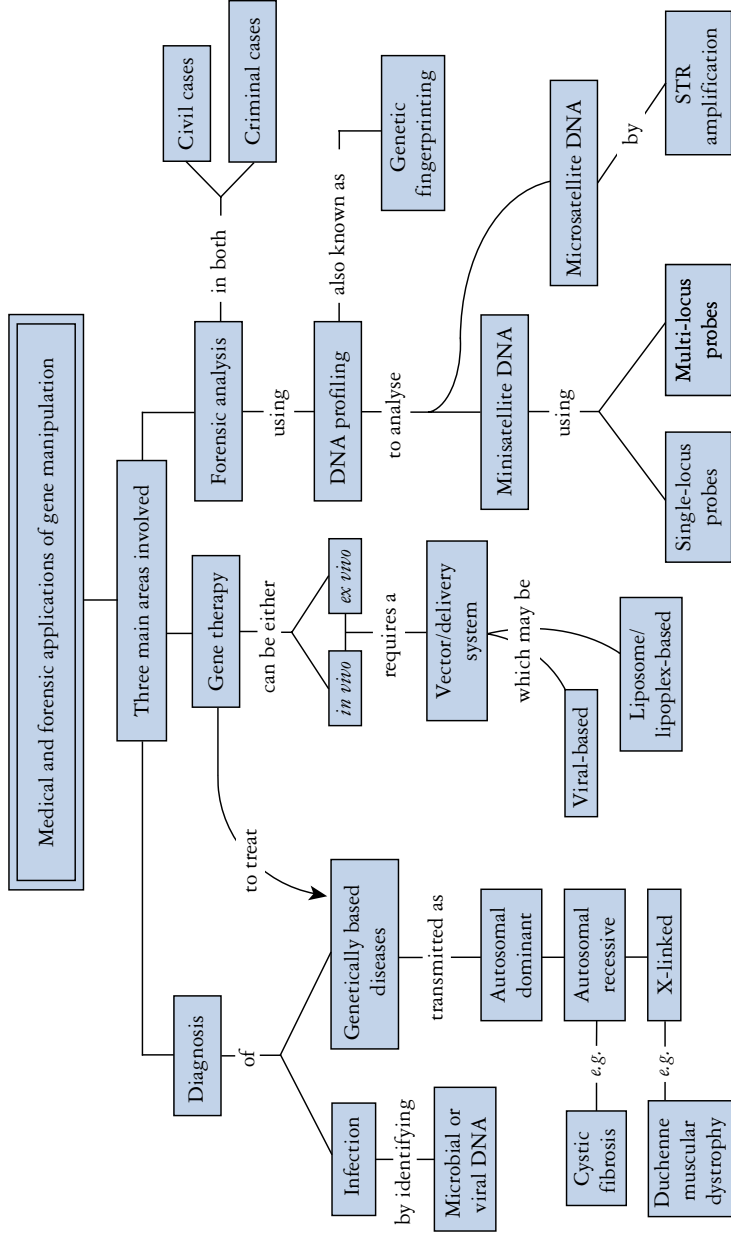 Medical and forensic applications of gene manipulation
Three main areas involved
Diagnosis
of
Infection
by identifying
Microbial or
viral DNA
Genetically based
diseases
transmitted as
Autosomal
dominant
Autosomal
recessive
e.g.
Cystic
fibrosis
X-linked
e.g.
Duchenne
muscular
dystrophy
to treat
Gene therapy
can be either
in vivo
ex vivo
requires a
Vector/delivery
system
which may be
Viral-based
Liposome/
lipoplex-based
Forensic analysis
in both
Civil cases
Criminal cases
using
DNA profiling
also known as
Genetic
fingerprinting
to analyse
Minisatellite DNA
using
Single-locus
probes
Multi-locus
probes
Microsatellite DNA
by
STR
amplification